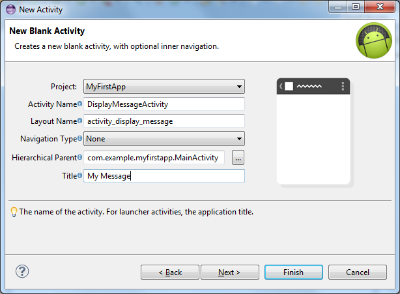 New Activity
New Blank Activity
Creates a new blank activity, with optional inner navigation.
Project: MyFirstApp
Activity Name DisplayMessageActivity
Layout Name activity_display_message
Navigation Type None
Hierarchical Parent com.example.myfirstapp.MainActivity ...
Title My Message
The name of the activity. For launcher activities, the application title.
? < Back Next > Finish Cancel